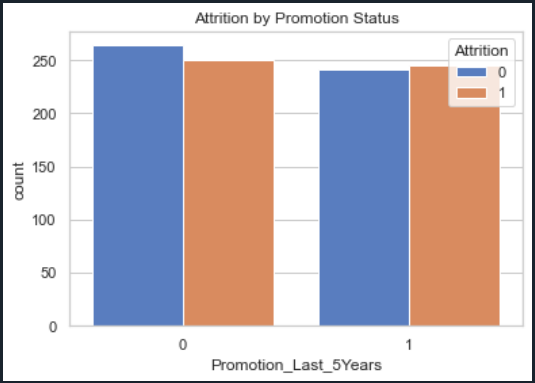 Attrition by Promotion Status
Attrition
0
1
count
250
200
150
100
50
0
0 1
Promotion_Last_5Years